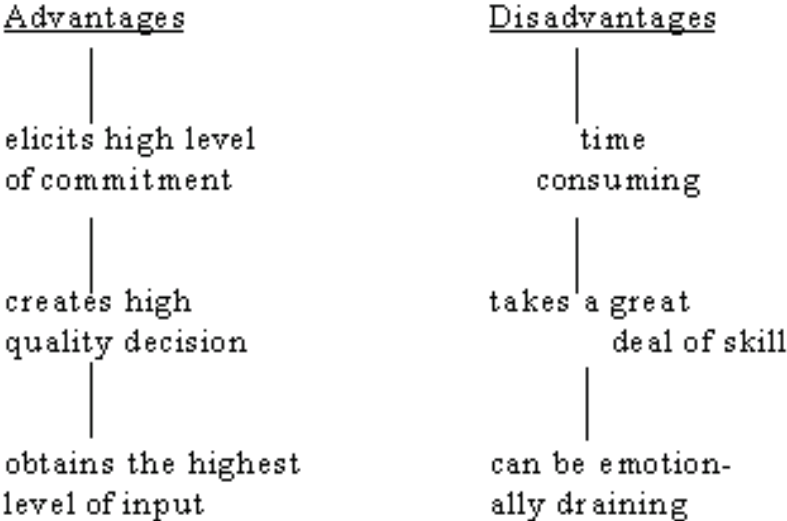 Advantages
elicits high level
of commitment
creates high
quality decision
obtains the highest
level of input
Disadvantages
time
consuming
takes a great
deal of skill
can be emotion-
ally draining